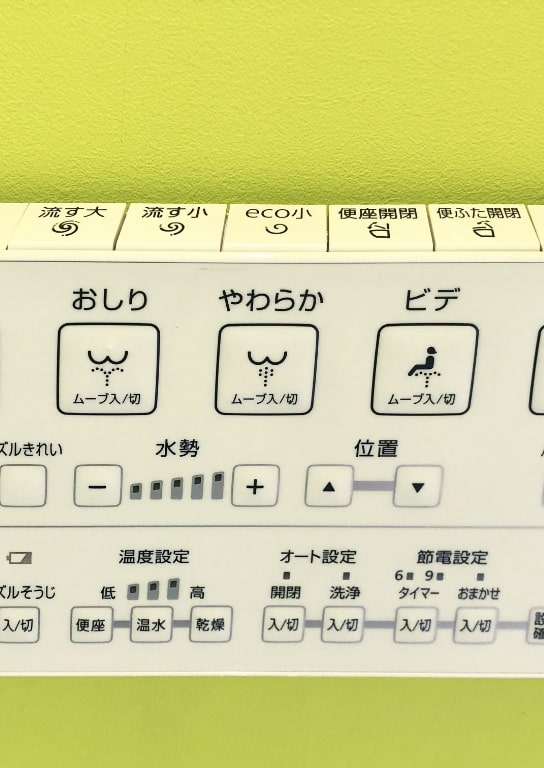 流す大 流す小 eco小 便座開閉 便ふた開閉
おしり やわらか ビデ
ムーブ入/切 ムーブ入/切 ムーブ入/切
ズルきれい 水勢 位置
− + ▲ ▼
温度設定 オート設定 節電設定
6 9
ズルそうじ 低 高 開閉 洗浄 タイマー おまかせ
入/切 便座 温水 乾燥 入/切 入/切 入/切 入/切